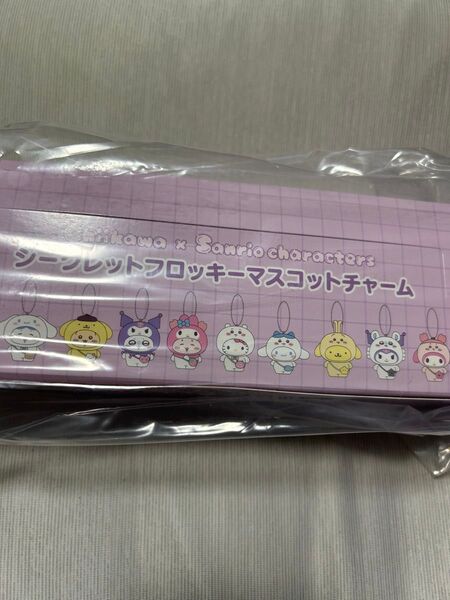 Chiikawa x Sanrio characters
シークレットフロッキーマスコットチャーム